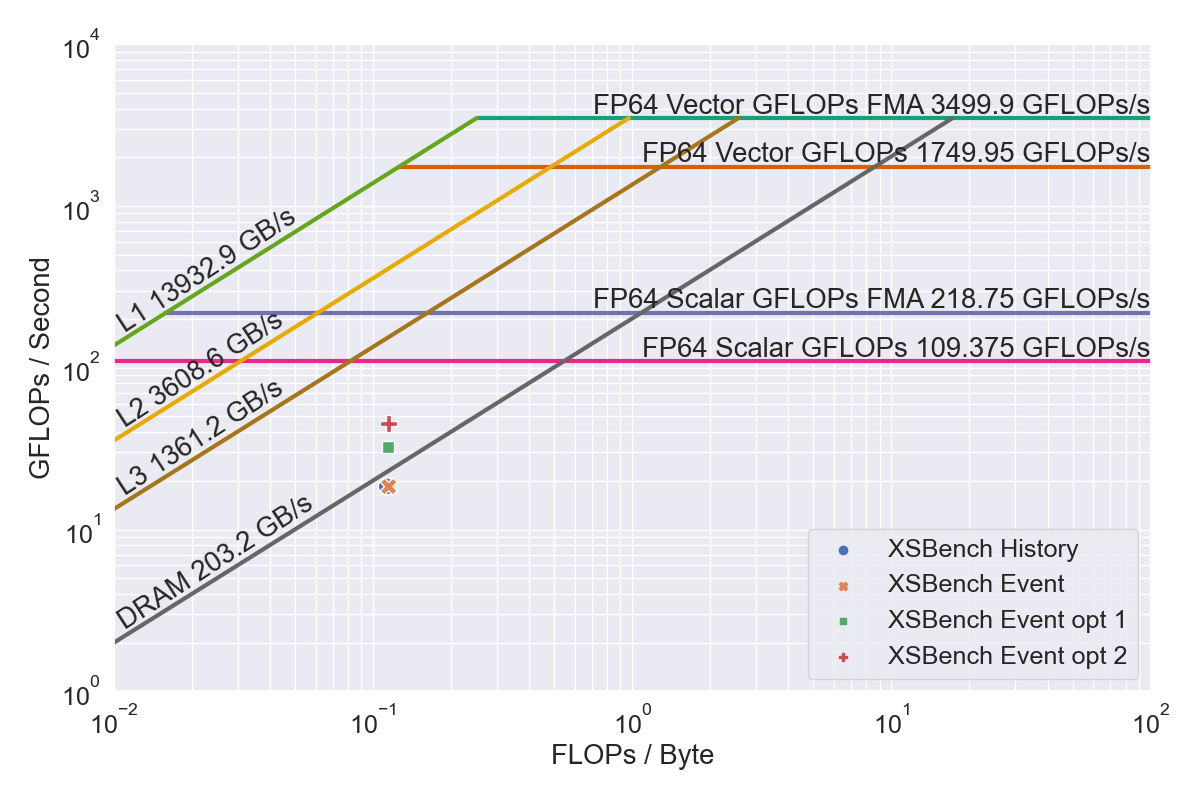 10^4
10^3
10^2
10^1
10^0
GFLOPs / Second
FP64 Vector GFLOPs FMA 3499.9 GFLOPs/s
FP64 Vector GFLOPs 1749.95 GFLOPs/s
FP64 Scalar GFLOPs FMA 218.75 GFLOPs/s
FP64 Scalar GFLOPs 109.375 GFLOPs/s
L1 13932.9 GB/s
L2 3608.6 GB/s
L3 1361.2 GB/s
DRAM 203.2 GB/s
XSBench History
XSBench Event
XSBench Event opt 1
XSBench Event opt 2
10^−2 10^−1 10^0 10^1 10^2
FLOPs / Byte